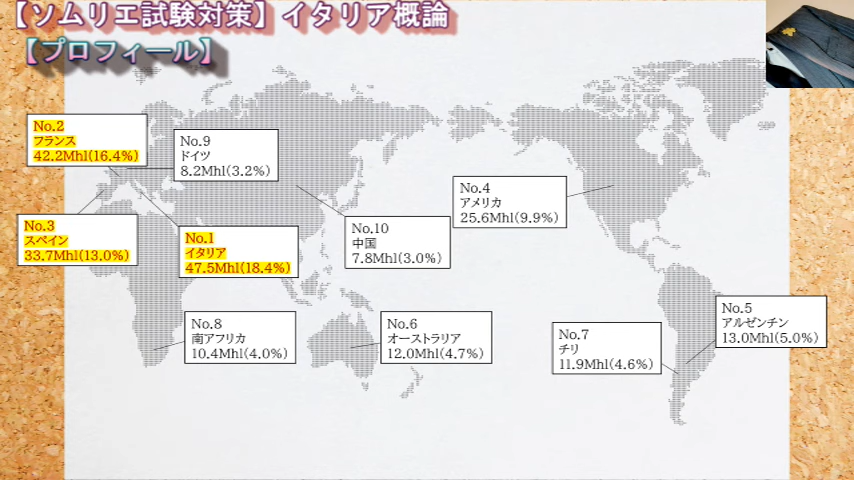 【ソムリエ試験対策】イタリア概論
【プロフィール】
No.2
フランス
42.2Mhl(16.4%)
No.9
ドイツ
8.2Mhl(3.2%)
No.4
アメリカ
25.6Mhl(9.9%)
No.3
スペイン
33.7Mhl(13.0%)
No.1
イタリア
47.5Mhl(18.4%)
No.10
中国
7.8Mhl(3.0%)
No.5
アルゼンチン
13.0Mhl(5.0%)
No.8
南アフリカ
10.4Mhl(4.0%)
No.6
オーストラリア
12.0Mhl(4.7%)
No.7
チリ
11.9Mhl(4.6%)